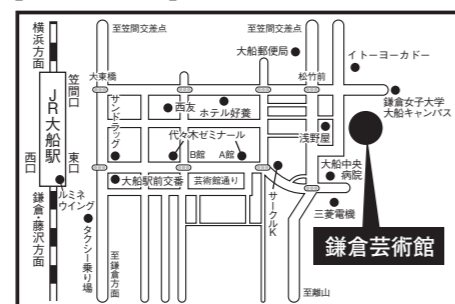 至笠間交差点
至笠間交差点
横浜方面
大船郵便局
イトーヨーカドー
大東橋
松竹前
笠間口
JR大船駅
西友
ホテル好養
鎌倉女子大学
大船キャンパス
サンドラッグ
代々木ゼミナール
浅野屋
西口
東口
B館
A館
大船中央
病院
大船駅前交番
芸術館通り
ルミネ
ウイング
サークルK
三菱電機
鎌倉・藤沢方面
タクシー乗り場
鎌倉芸術館
至鎌倉方面
至離山